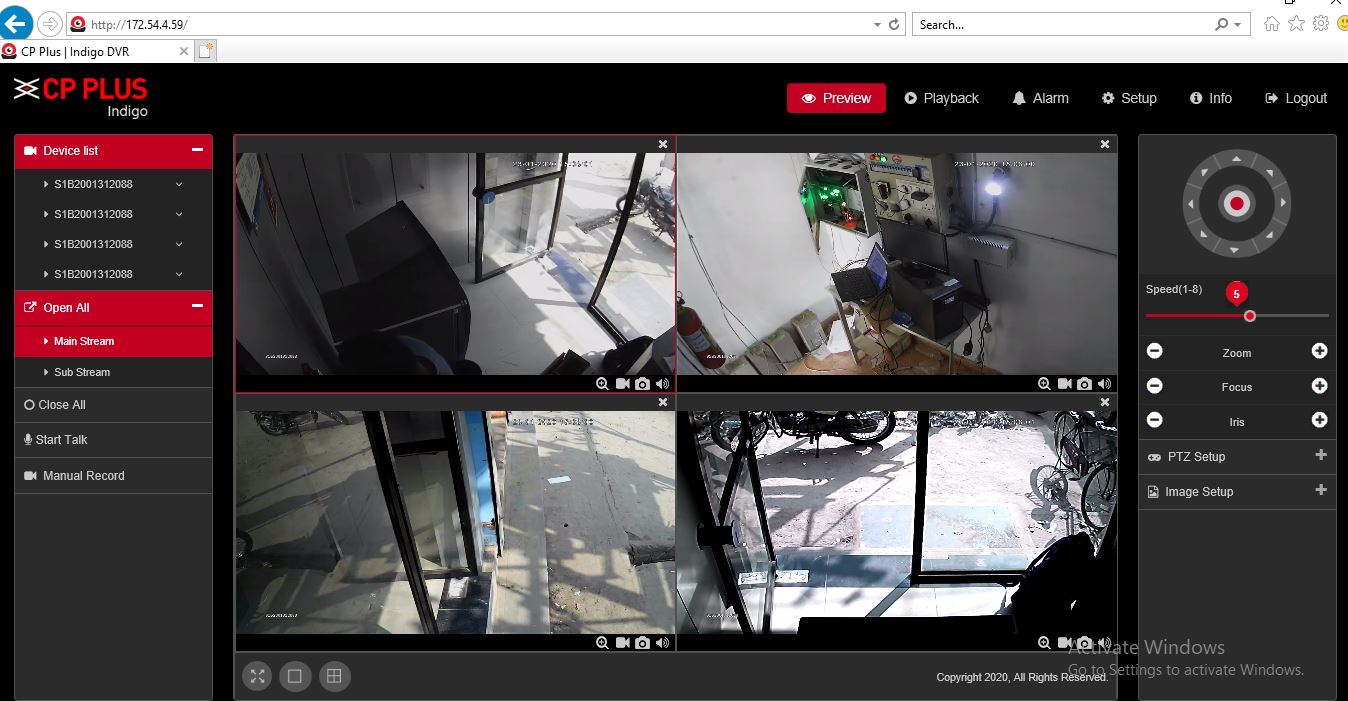 http://172.54.4.59/
Search...
CP Plus | Indigo DVR
CP PLUS
Indigo
Preview
Playback
Alarm
Setup
Info
Logout
Device list
S1B2001312088
S1B2001312088
S1B2001312088
S1B2001312088
Open All
Main Stream
Sub Stream
Close All
Start Talk
Manual Record
Speed(1-8)
5
Zoom
Focus
Iris
PTZ Setup
Image Setup
Copyright 2020, All Rights Reserved.
Activate Windows
Go to Settings to activate Windows.